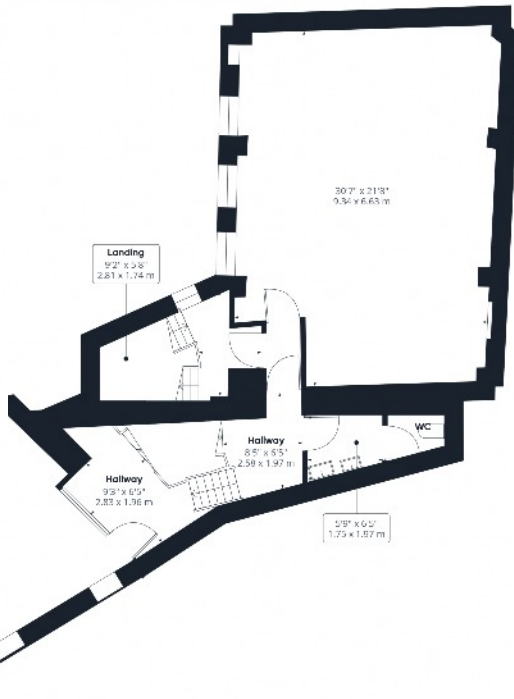 30'7" x 21'8"
9.34 x 6.63 m
Landing
9'2" x 5'8"
2.81 x 1.74 m
WC
Hallway
8'5" x 6'5"
2.58 x 1.97 m
Hallway
9'3" x 6'5"
2.83 x 1.96 m
5'9" x 6'5"
1.75 x 1.97 m